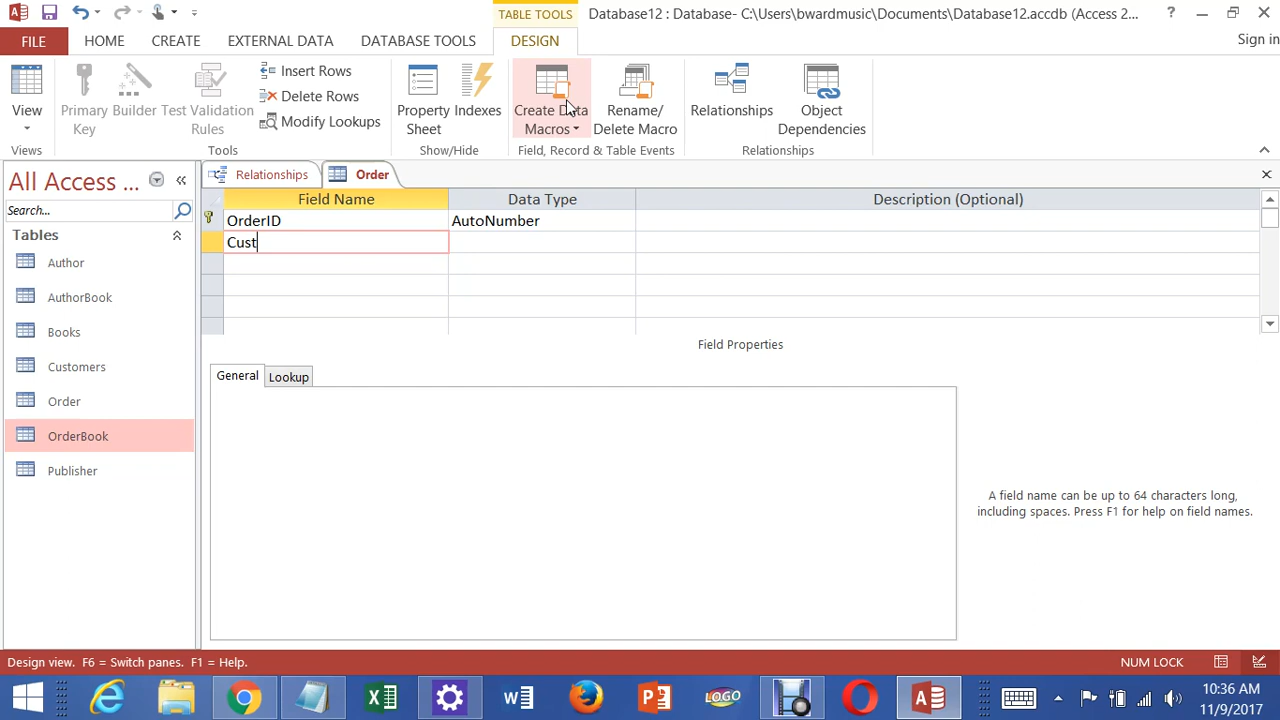 TABLE TOOLS
Database12 : Database- C:\Users\bwardmusic\Documents\Database12.accdb (Access 2...
?
FILE
HOME
CREATE
EXTERNAL DATA
DATABASE TOOLS
DESIGN
Sign in
View
Primary Key
Builder
Test Validation Rules
Insert Rows
Delete Rows
Modify Lookups
Property Sheet
Indexes
Create Data Macros
Rename/ Delete Macro
Relationships
Object Dependencies
Views
Tools
Show/Hide
Field, Record & Table Events
Relationships
All Access ...
Search...
Tables
Author
AuthorBook
Books
Customers
Order
OrderBook
Publisher
Relationships
Order
Field Name
Data Type
Description (Optional)
OrderID
AutoNumber
Cust
Field Properties
General
Lookup
A field name can be up to 64 characters long,
including spaces. Press F1 for help on field names.
Design view. F6 = Switch panes. F1 = Help.
NUM LOCK
LOGO
10:36 AM
11/9/2017